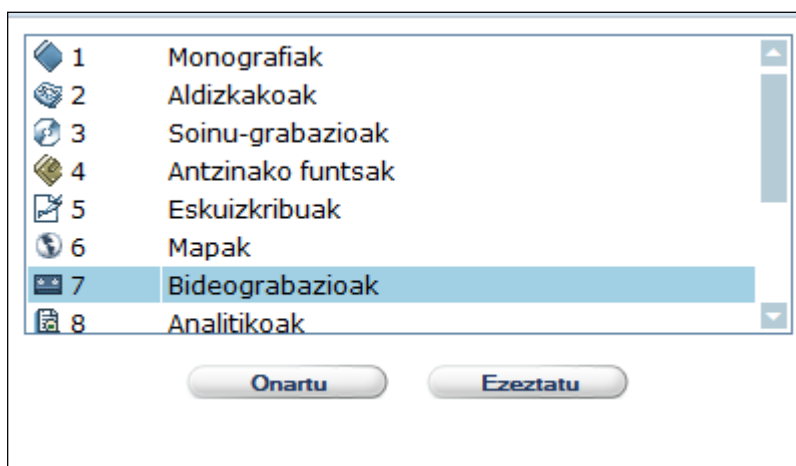 1 Monografiak
2 Aldizkakoak
3 Soinu-grabazioak
4 Antzinako funtsak
5 Eskuizkribuak
6 Mapak
7 Bideograbazioak
8 Analitikoak
Onartu Ezeztatu